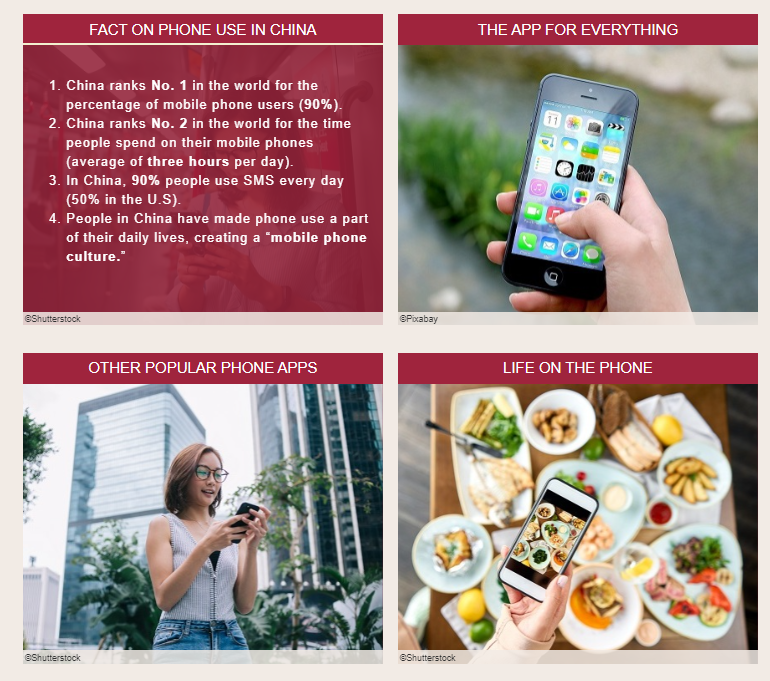 FACT ON PHONE USE IN CHINA
1. China ranks No. 1 in the world for the
percentage of mobile phone users (90%).
2. China ranks No. 2 in the world for the time
people spend on their mobile phones
(average of three hours per day).
3. In China, 90% people use SMS every day
(50% in the U.S).
4. People in China have made phone use a part
of their daily lives, creating a “mobile phone
culture.”
©Shutterstock
THE APP FOR EVERYTHING
11
©Pixabay
OTHER POPULAR PHONE APPS
©Shutterstock
LIFE ON THE PHONE
©Shutterstock